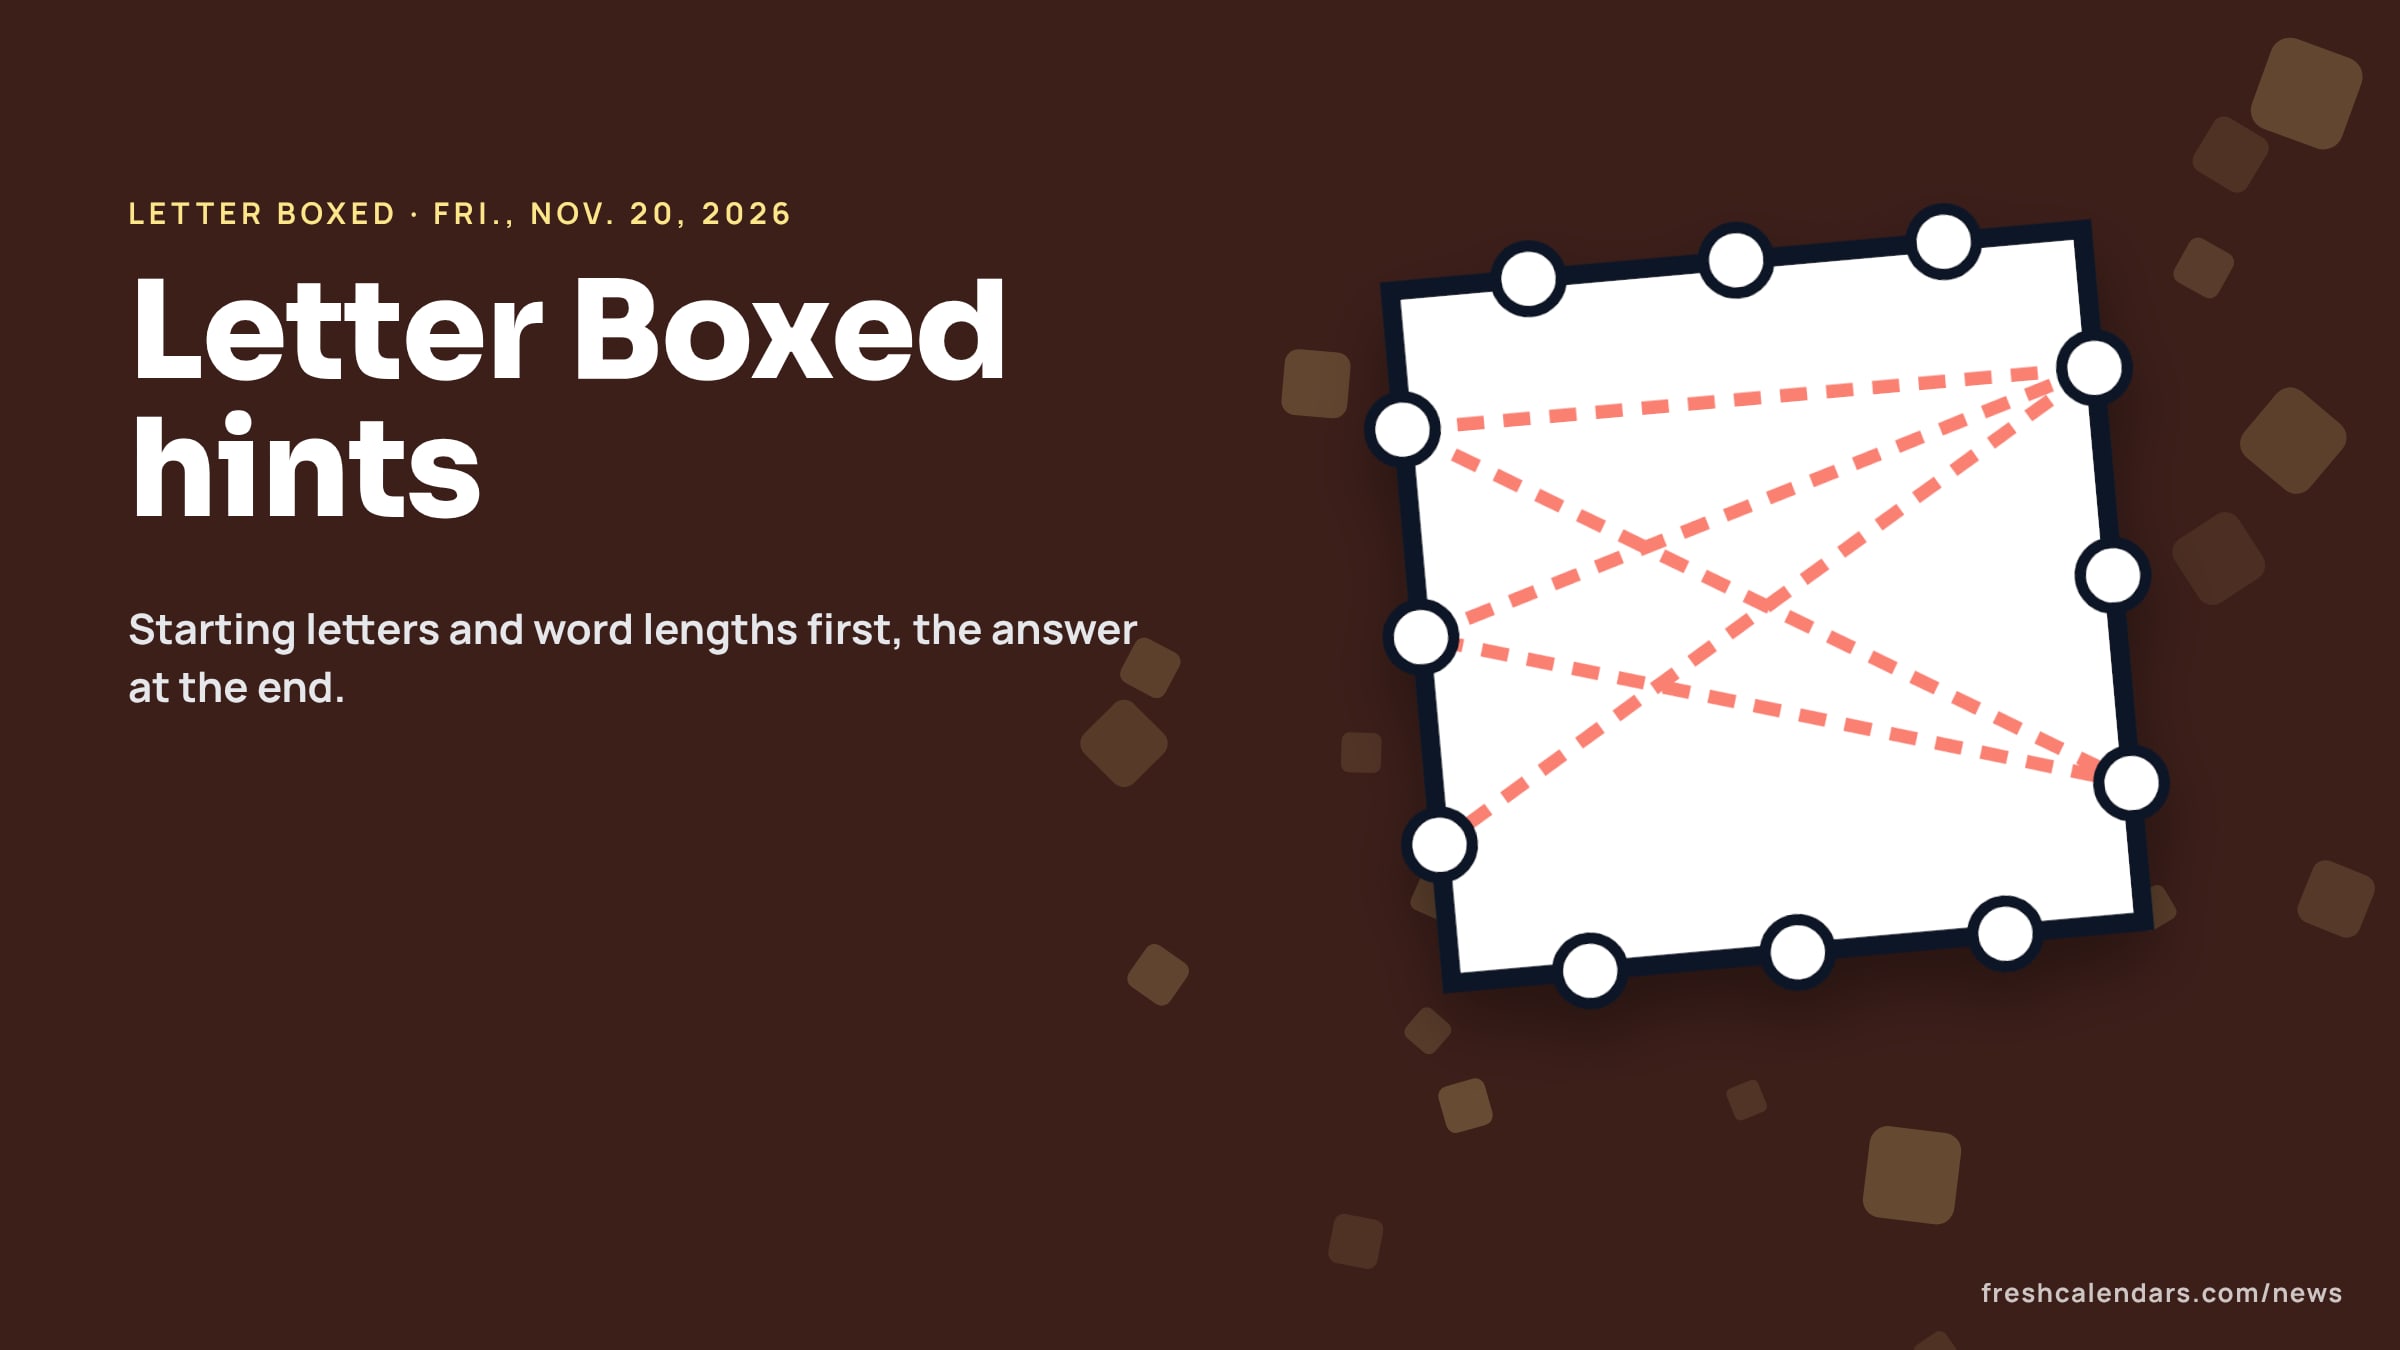 LETTER BOXED · FRI., NOV. 20, 2026
Letter Boxed
hints
Starting letters and word lengths first, the answer
at the end.
freshcalendars.com/news